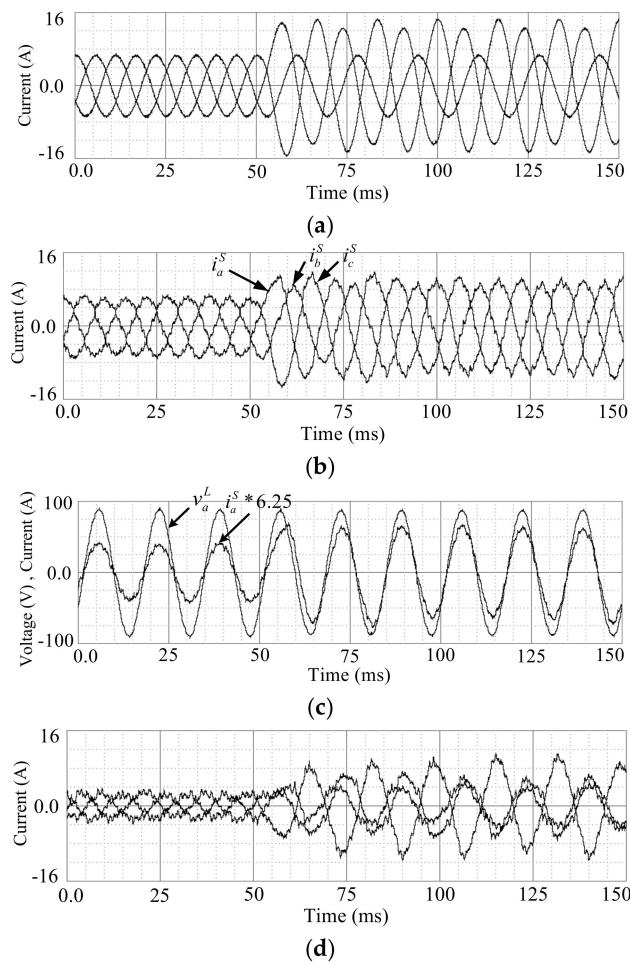 16
0.0
-16
Current (A)
0.0 25 50 75 100 125 150
Time (ms)
(a)
16
0.0
-16
Current (A)
i_a^S i_b^S i_c^S
0.0 25 50 75 100 125 150
Time (ms)
(b)
100
0.0
-100
Voltage (V) , Current (A)
v_a^L i_a^S * 6.25
0.0 25 50 75 100 125 150
Time (ms)
(c)
16
0.0
-16
Current (A)
0.0 25 50 75 100 125 150
Time (ms)
(d)